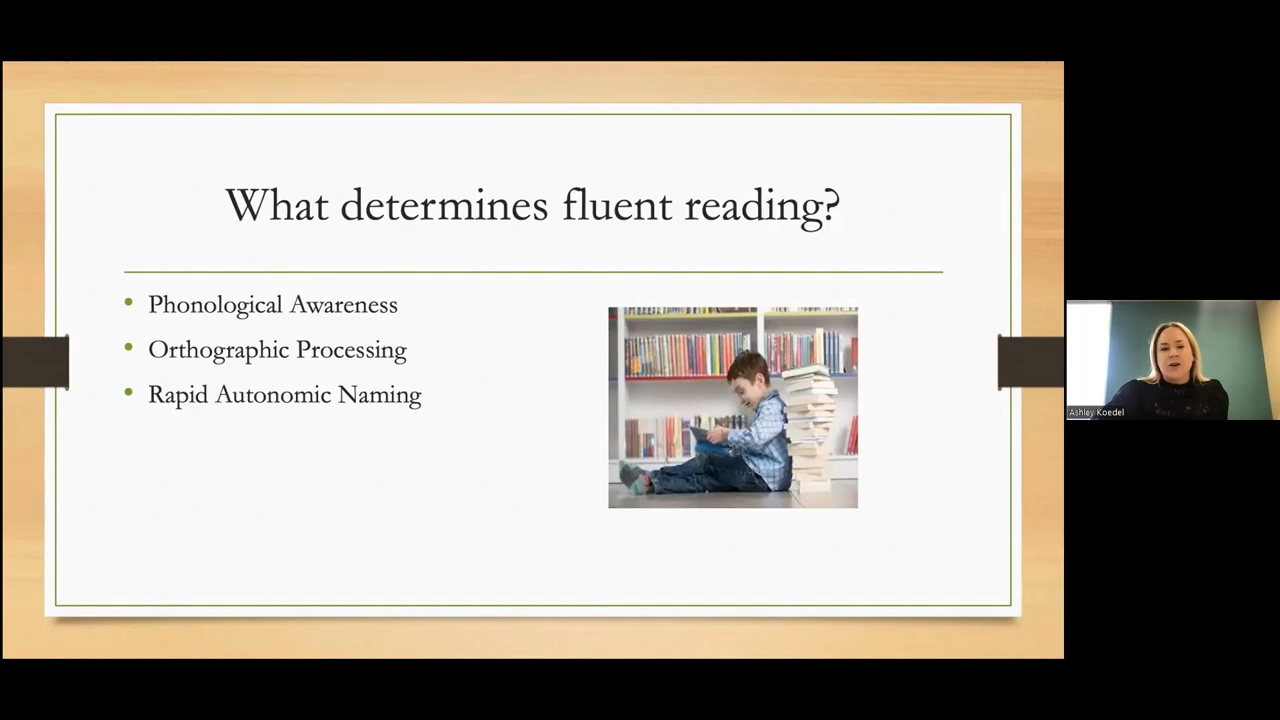 What determines fluent reading?
Phonological Awareness
Orthographic Processing
Rapid Autonomic Naming
Ashley Koedel